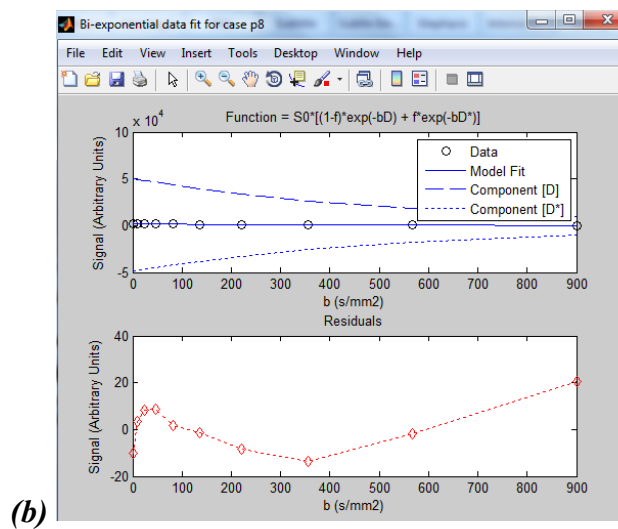 Bi-exponential data fit for case p8
File Edit View Insert Tools Desktop Window Help
Function = S0*[(1-f)*exp(-bD) + f*exp(-bD*)]
x 10^4
10
5
0
-5
Signal (Arbitrary Units)
Data
Model Fit
Component [D]
Component [D*]
0 100 200 300 400 500 600 700 800 900
b (s/mm2)
Residuals
40
20
0
-20
Signal (Arbitrary Units)
0 100 200 300 400 500 600 700 800 900
b (s/mm2)
(b)